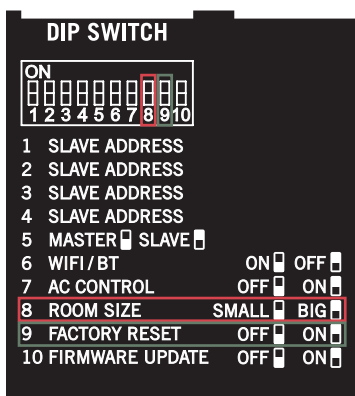 DIP SWITCH
ON
1 2 3 4 5 6 7 8 9 10
1 SLAVE ADDRESS
2 SLAVE ADDRESS
3 SLAVE ADDRESS
4 SLAVE ADDRESS
5 MASTER SLAVE
6 WIFI/BT ON OFF
7 AC CONTROL OFF ON
8 ROOM SIZE SMALL BIG
9 FACTORY RESET OFF ON
10 FIRMWARE UPDATE OFF ON